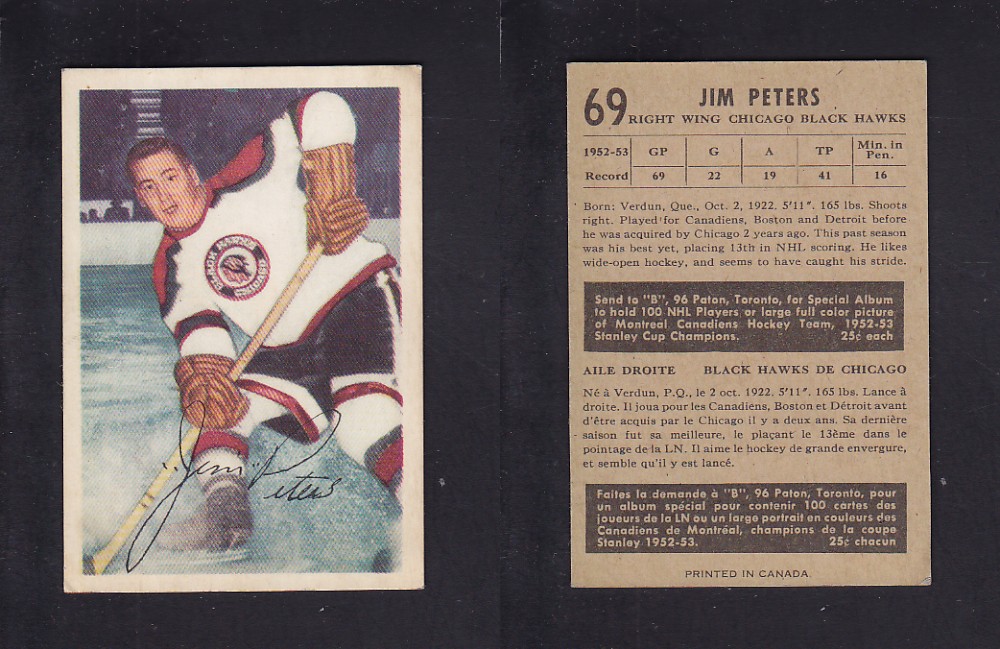 BLACK HAWKS
CHICAGO
"Jim" Peters
69
JIM PETERS
RIGHT WING CHICAGO BLACK HAWKS
1952-53 GP G A TP Min. in Pen.
Record 69 22 19 41 16
Born: Verdun, Que., Oct. 2, 1922. 5'11". 165 lbs. Shoots
right. Played for Canadiens, Boston and Detroit before
he was acquired by Chicago 2 years ago. This past season
was his best yet, placing 13th in NHL scoring. He likes
wide-open hockey, and seems to have caught his stride.
Send to "B", 96 Paton, Toronto, for Special Album
to hold 100 NHL Players or large full color picture
of Montreal Canadiens Hockey Team, 1952-53
Stanley Cup Champions. 25¢ each
AILE DROITE BLACK HAWKS DE CHICAGO
Né à Verdun, P.Q., le 2 oct. 1922. 5'11". 165 lbs. Lance à
droite. Il joua pour les Canadiens, Boston et Détroit avant
d'être acquis par le Chicago il y a deux ans. Sa dernière
saison fut sa meilleure, le plaçant le 13ème dans le
pointage de la LN. Il aime le hockey de grande envergure,
et semble qu'il y est lancé.
Faites la demande à "B", 96 Paton, Toronto, pour
un album spécial pour contenir 100 cartes des
joueurs de la LN ou un large portrait en couleurs des
Canadiens de Montréal, champions de la coupe
Stanley 1952-53. 25¢ chacun
PRINTED IN CANADA